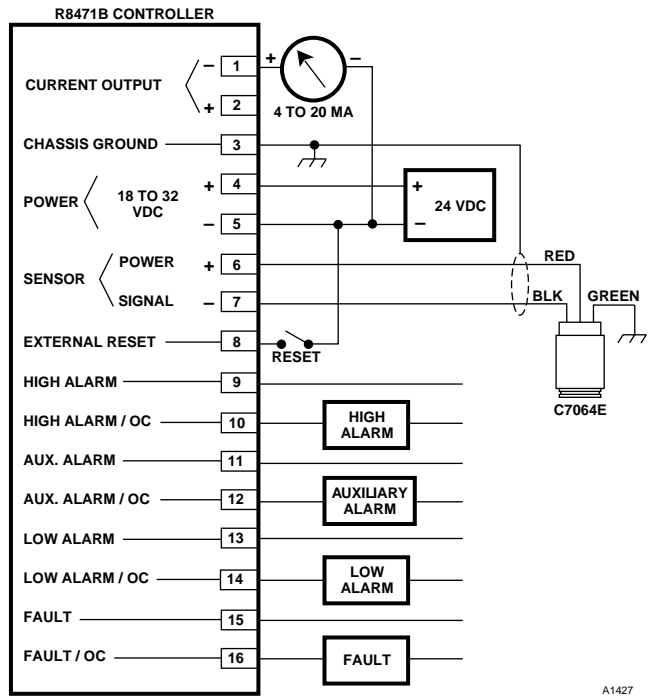 R8471B CONTROLLER
CURRENT OUTPUT
–
1
+
2
+
–
4 TO 20 MA
CHASSIS GROUND
3
POWER
18 TO 32
VDC
+
4
–
5
+
–
24 VDC
SENSOR
POWER
+
6
SIGNAL
–
7
RED
BLK
GREEN
C7064E
EXTERNAL RESET
8
RESET
HIGH ALARM
9
HIGH ALARM / OC
10
HIGH
ALARM
AUX. ALARM
11
AUX. ALARM / OC
12
AUXILIARY
ALARM
LOW ALARM
13
LOW ALARM / OC
14
LOW
ALARM
FAULT
15
FAULT / OC
16
FAULT
A1427